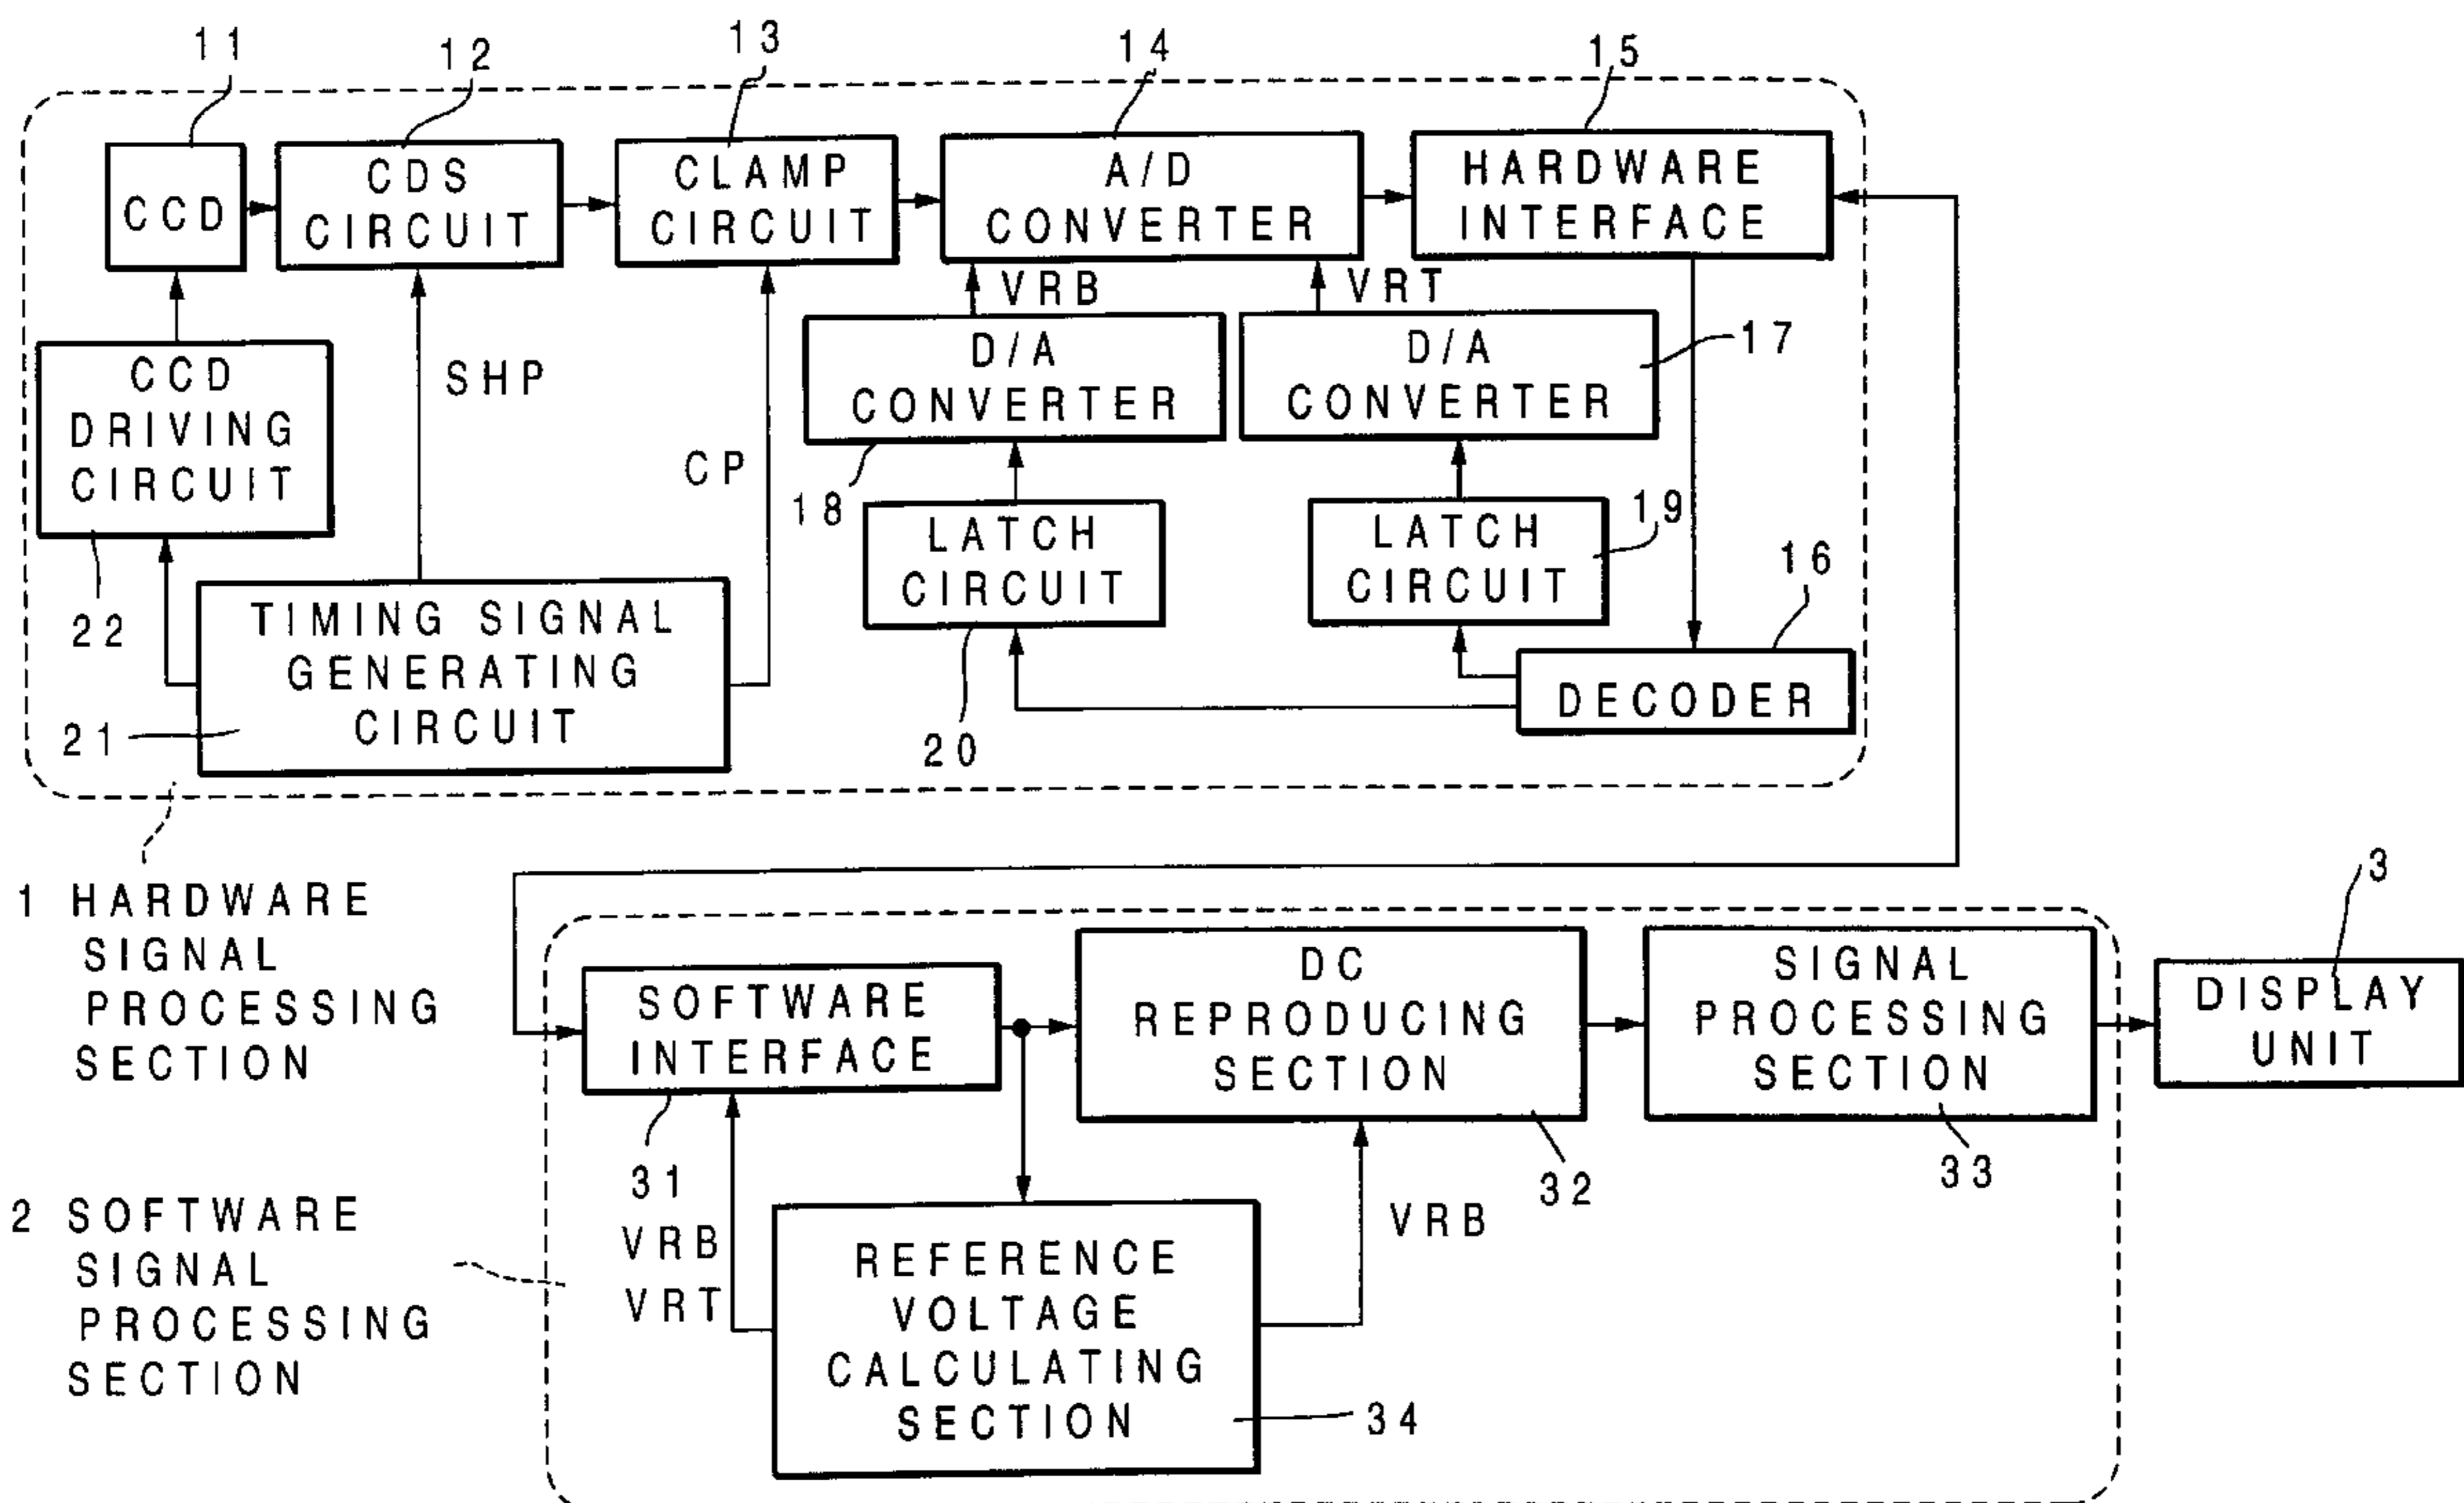 11
12
13
14
15
CCD
CDS
CIRCUIT
CLAMP
CIRCUIT
A/D
CONVERTER
HARDWARE
INTERFACE
VRB
VRT
CCD
DRIVING
CIRCUIT
SHP
CP
D/A
CONVERTER
D/A
CONVERTER
17
18
LATCH
CIRCUIT
LATCH
CIRCUIT
19
16
22
TIMING SIGNAL
GENERATING
CIRCUIT
21
20
DECODER
1 HARDWARE
SIGNAL
PROCESSING
SECTION
3
SOFTWARE
INTERFACE
DC
REPRODUCING
SECTION
SIGNAL
PROCESSING
SECTION
DISPLAY
UNIT
31
32
33
VRB
VRT
VRB
2 SOFTWARE
SIGNAL
PROCESSING
SECTION
REFERENCE
VOLTAGE
CALCULATING
SECTION
34